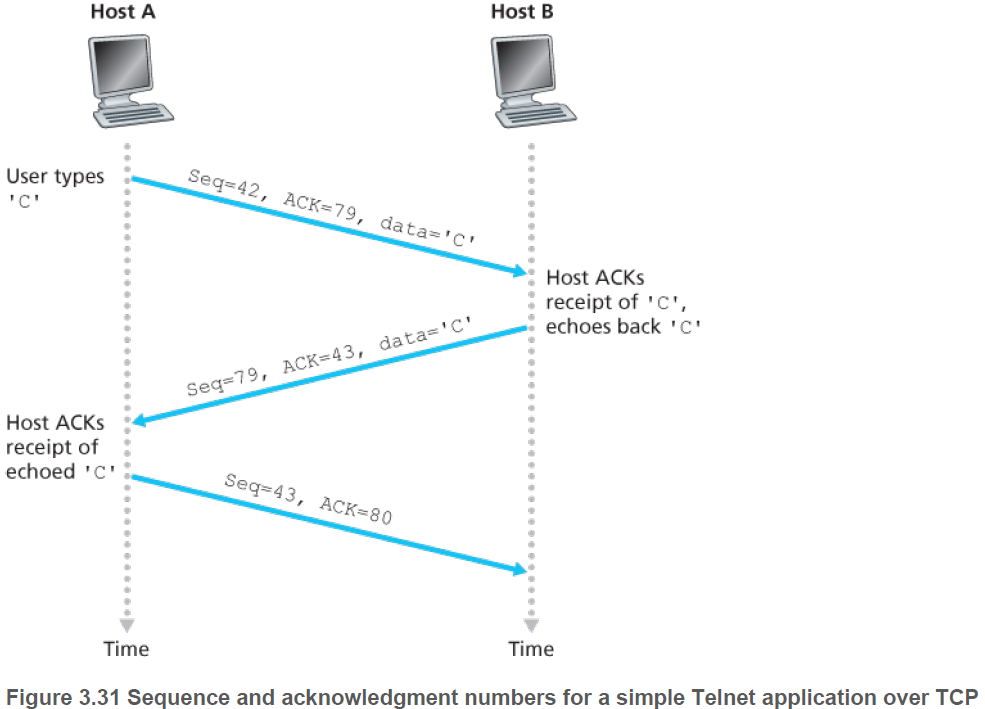 Host A
Host B
User types
'C'
Seq=42, ACK=79, data='C'
Host ACKs
receipt of 'C',
echoes back 'C'
Seq=79, ACK=43, data='C'
Host ACKs
receipt of
echoed 'C'
Seq=43, ACK=80
Time
Time
Figure 3.31 Sequence and acknowledgment numbers for a simple Telnet application over TCP